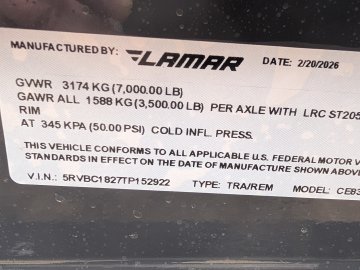 MANUFACTURED BY: LAMAR DATE: 2/20/2026
GVWR 3174 KG (7,000.00 LB)
GAWR ALL 1588 KG (3,500.00 LB) PER AXLE WITH LRC ST205
RIM
AT 345 KPA (50.00 PSI) COLD INFL. PRESS.
THIS VEHICLE CONFORMS TO ALL APPLICABLE U.S. FEDERAL MOTOR
STANDARDS IN EFFECT ON THE DATE OF MANUFACTURE SHOWN ABOVE
V.I.N.: 5RVBC1827TP152922 TYPE: TRA/REM MODEL: CE83